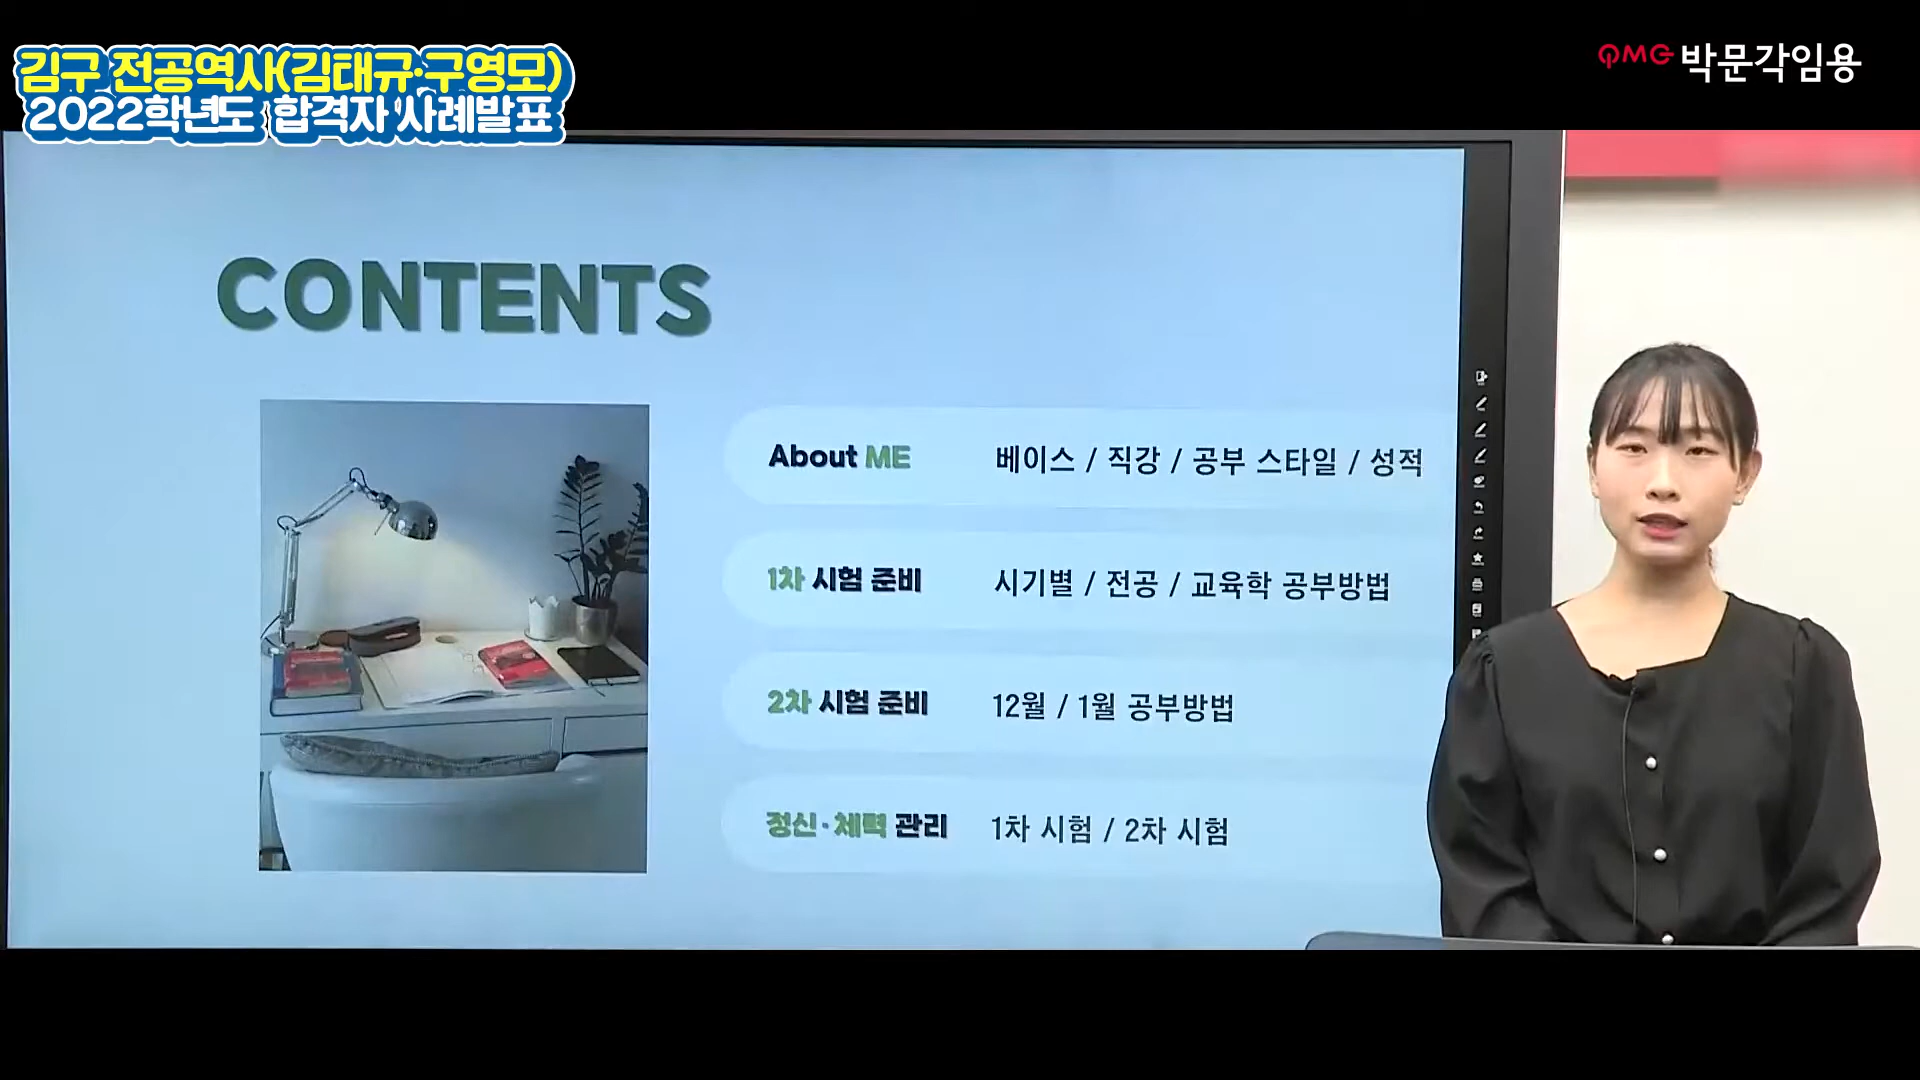 김구 전공역사(김태규·구영모)
2022학년도 합격자 사례발표
PMG 박문각임용
CONTENTS
About ME 베이스 / 직강 / 공부 스타일 / 성적
1차 시험 준비 시기별 / 전공 / 교육학 공부방법
2차 시험 준비 12월 / 1월 공부방법
정신·체력 관리 1차 시험 / 2차 시험